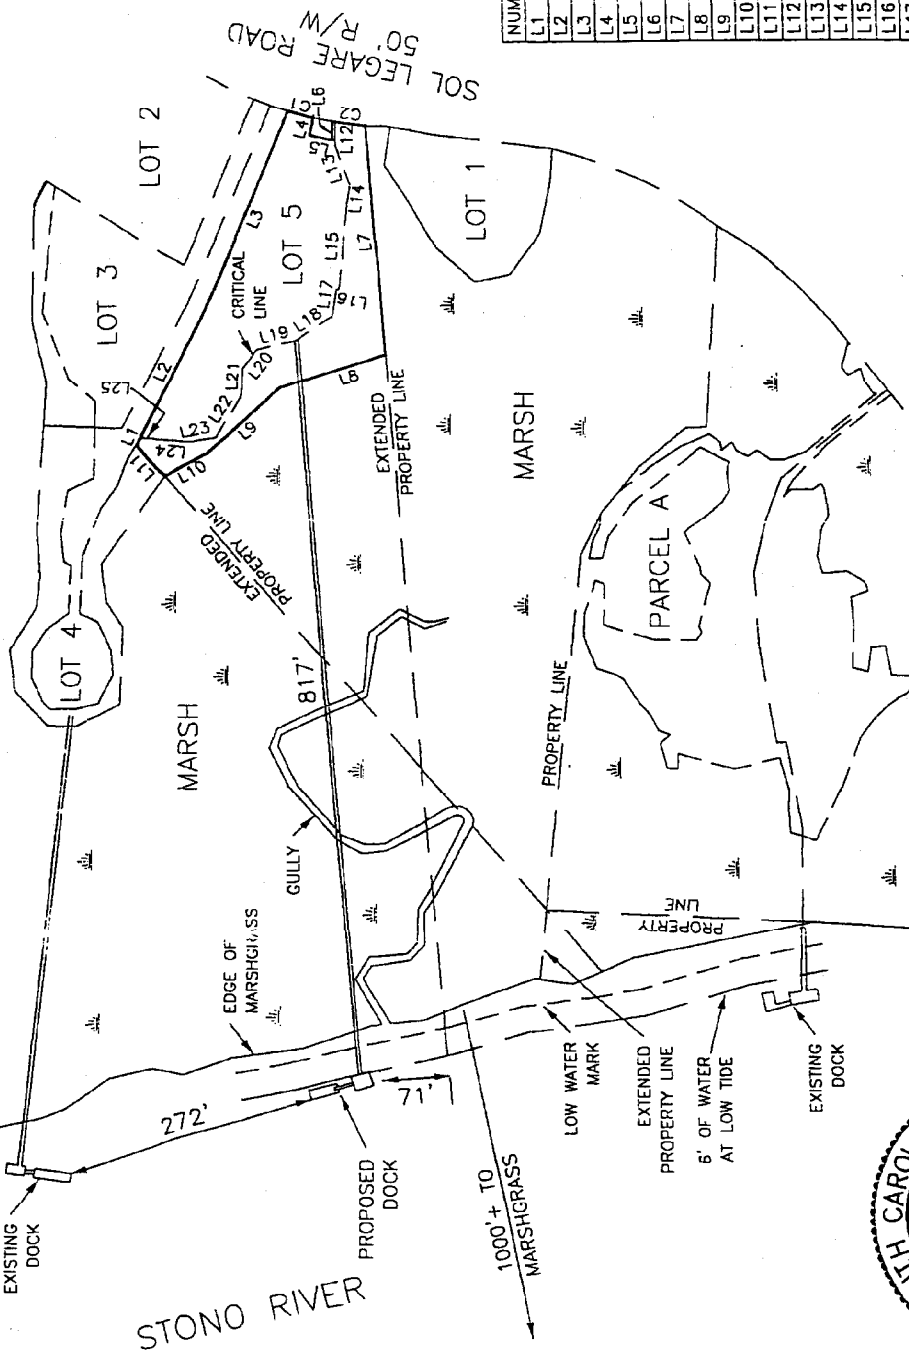 SOL LEGARE ROAD
50' R/W
NUM
L1
L2
L3
L4
L5
L6
L7
L8
L9
L10
L11
L12
L13
L14
L15
L16
LOT 2
LOT 3
LOT 5
LOT 1
LOT 4
CRITICAL
LINE
C1
L6
L4
L5
C2
L12
L13
L14
L3
L7
L15
L16
L17
L18
L19
L20
L21
L22
L23
L24
L25
L2
L1
L11
L10
L9
L8
EXTENDED
PROPERTY LINE
EXTENDED
PROPERTY LINE
MARSH
MARSH
PARCEL A
817'
PROPERTY LINE
PROPERTY
LINE
GULLY
EDGE OF
MARSHGRASS
272'
71'
EXISTING
DOCK
PROPOSED
DOCK
1000'+ TO
MARSHGRASS
LOW WATER
MARK
EXTENDED
PROPERTY LINE
6' OF WATER
AT LOW TIDE
EXISTING
DOCK
STONO RIVER
TH CAROL